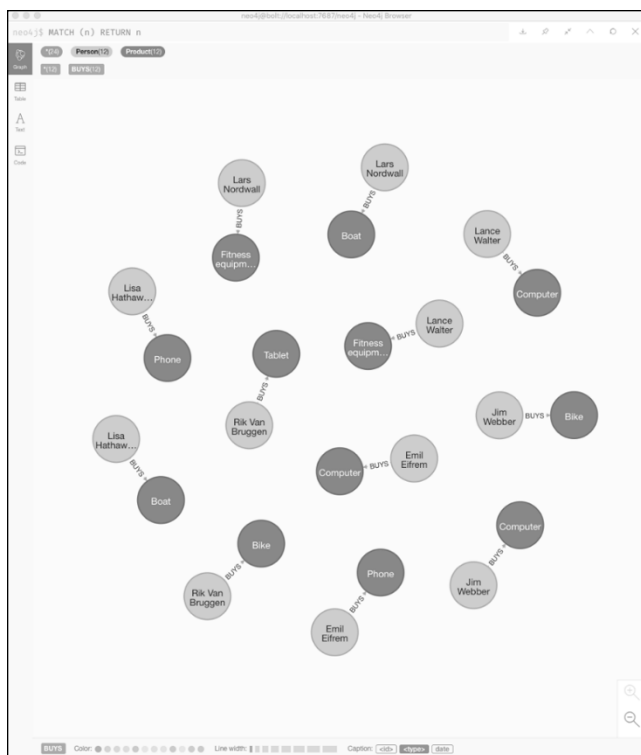 neo4j@bolt://localhost:7687/neo4j - Neo4j Browser
neo4j$ MATCH (n) RETURN n
*(24) Person(12) Product(12)
*(12) BUYS(12)
Graph
Table
Text
Code
Lars
Nordwall
BUYS
Fitness
equipm…
Lars
Nordwall
BUYS
Boat
Lance
Walter
BUYS
Computer
Lisa
Hathaw…
BUYS
Phone
Tablet
BUYS
Rik Van
Bruggen
Fitness
equipm…
BUYS
Lance
Walter
Jim
Webber
BUYS
Bike
Lisa
Hathaw…
BUYS
Boat
Computer
BUYS
Emil
Eifrem
Bike
BUYS
Rik Van
Bruggen
Phone
BUYS
Emil
Eifrem
Computer
BUYS
Jim
Webber
BUYS Color: Line width: Caption: <id> <type> date